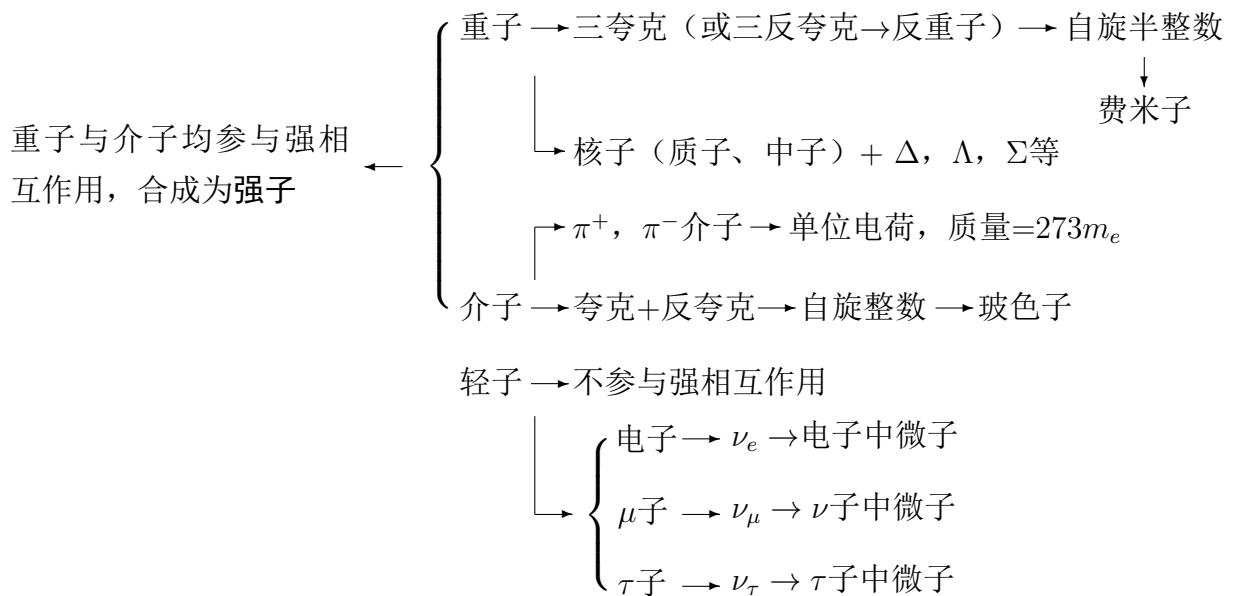 重子→三夸克（或三反夸克→反重子）→自旋半整数
↓
费米子
重子与介子均参与强相
互作用，合成为强子
←
核子（质子、中子）+ Δ，Λ，Σ等
π⁺，π⁻介子→单位电荷，质量=273mₑ
介子→夸克+反夸克→自旋整数→玻色子
轻子→不参与强相互作用
电子→ νₑ →电子中微子
μ子 → ν_μ → ν子中微子
τ子 → ν_τ → τ子中微子